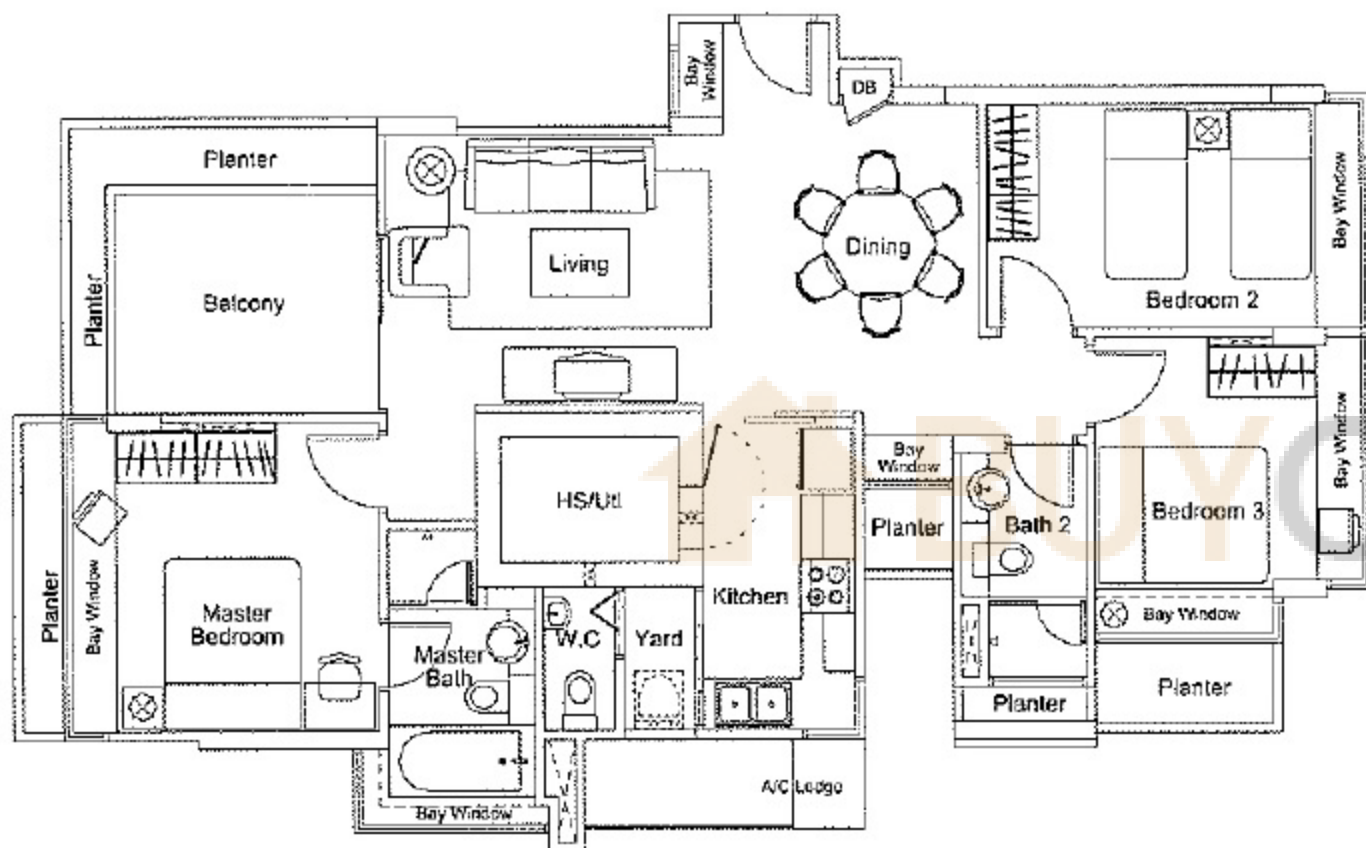 Bay
Window
DB
Planter
Living
Dining
Bedroom 2
Bay Window
Planter
Balcony
HS/Utl
Bay
Window
Planter
Bath 2
Bedroom 3
Bay Window
BUY
Planter
Bay Window
Master
Bedroom
Master
Bath
W.C
Yard
Kitchen
Bay Window
Planter
Planter
Bay Window
A/C Ledge